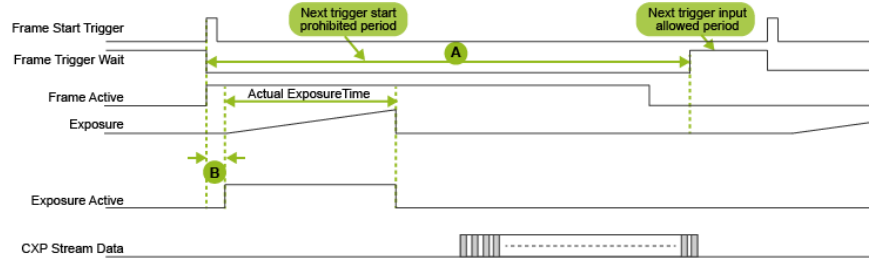 Next trigger start
prohibited period
Next trigger input
allowed period
Frame Start Trigger
A
Frame Trigger Wait
Actual ExposureTime
Frame Active
Exposure
B
Exposure Active
CXP Stream Data